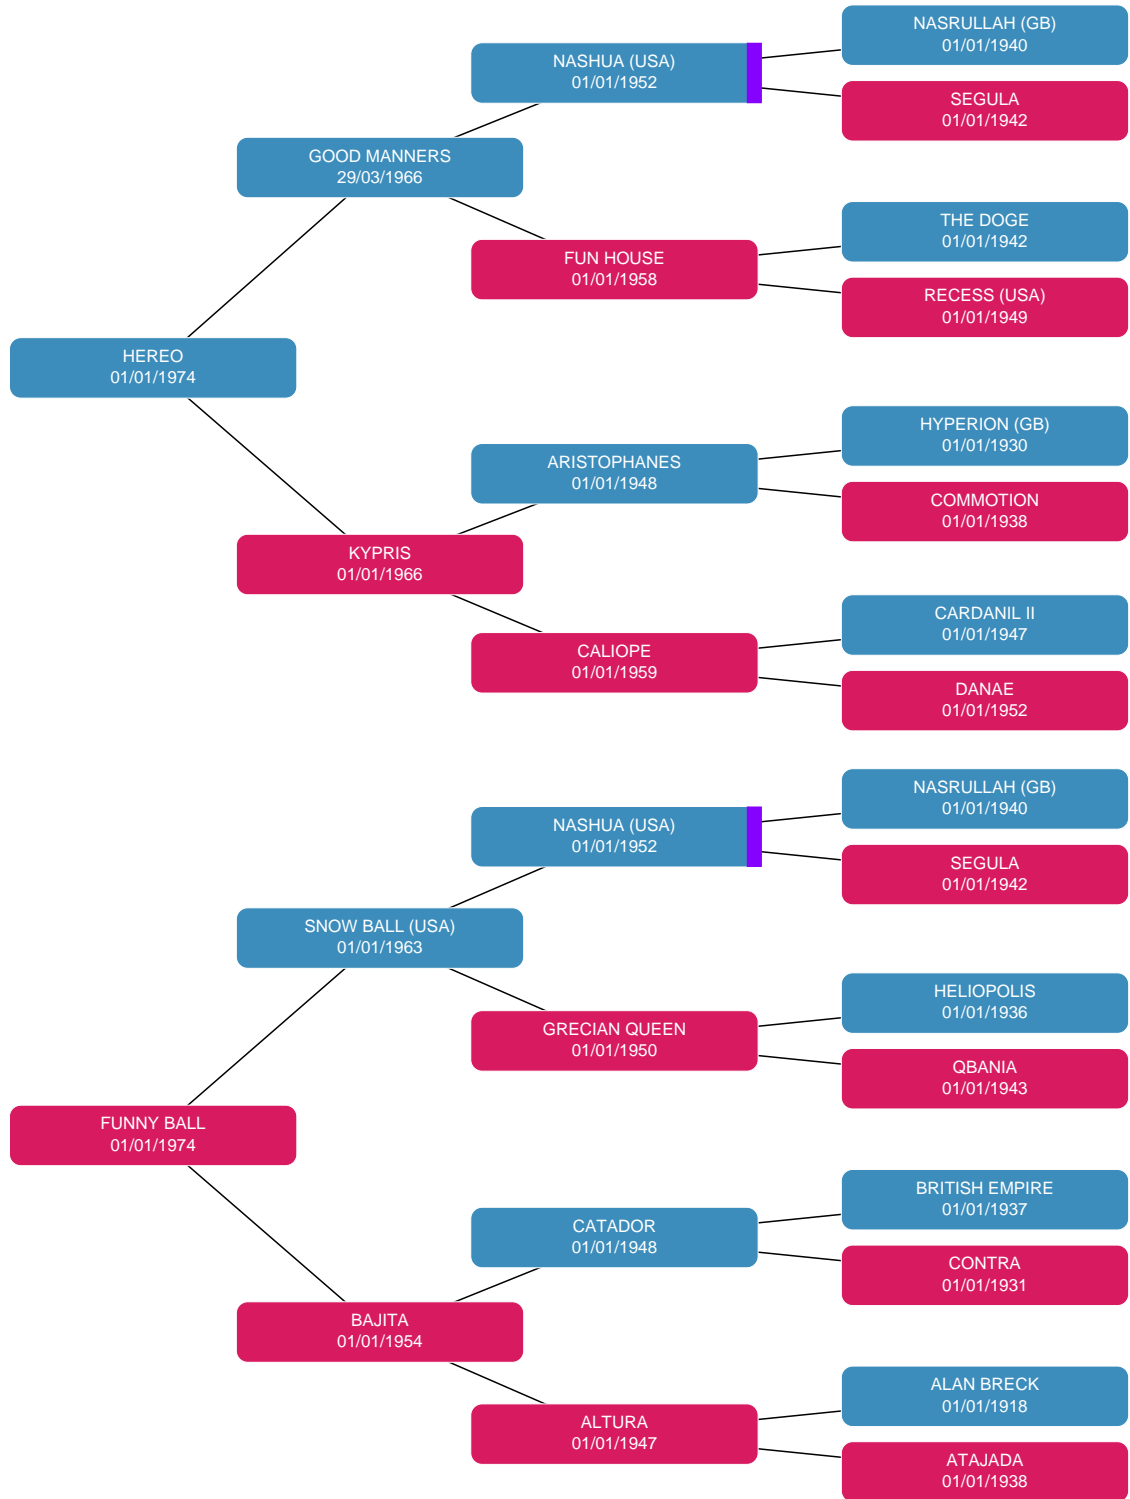 NASRULLAH (GB)
01/01/1940
NASHUA (USA)
01/01/1952
SEGULA
01/01/1942
GOOD MANNERS
29/03/1966
THE DOGE
01/01/1942
FUN HOUSE
01/01/1958
RECESS (USA)
01/01/1949
HEREO
01/01/1974
HYPERION (GB)
01/01/1930
ARISTOPHANES
01/01/1948
COMMOTION
01/01/1938
KYPRIS
01/01/1966
CARDANIL II
01/01/1947
CALIOPE
01/01/1959
DANAE
01/01/1952
NASRULLAH (GB)
01/01/1940
NASHUA (USA)
01/01/1952
SEGULA
01/01/1942
SNOW BALL (USA)
01/01/1963
HELIOPOLIS
01/01/1936
GRECIAN QUEEN
01/01/1950
QBANIA
01/01/1943
FUNNY BALL
01/01/1974
BRITISH EMPIRE
01/01/1937
CATADOR
01/01/1948
CONTRA
01/01/1931
BAJITA
01/01/1954
ALAN BRECK
01/01/1918
ALTURA
01/01/1947
ATAJADA
01/01/1938